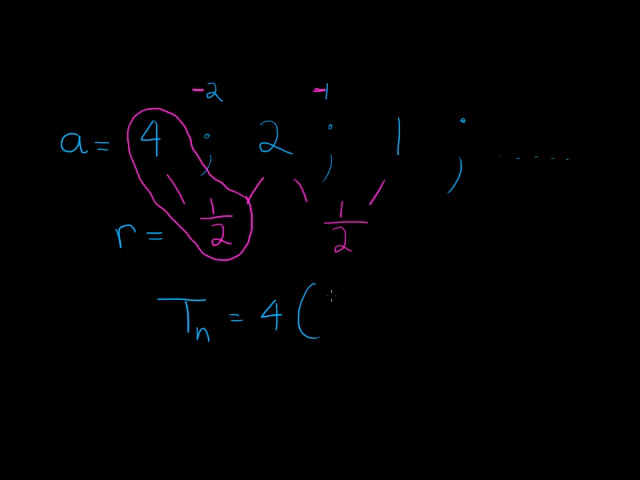 -2 -1
a = 4 ; 2 ; 1 ; ......
r = 1/2 1/2
Tn = 4 (